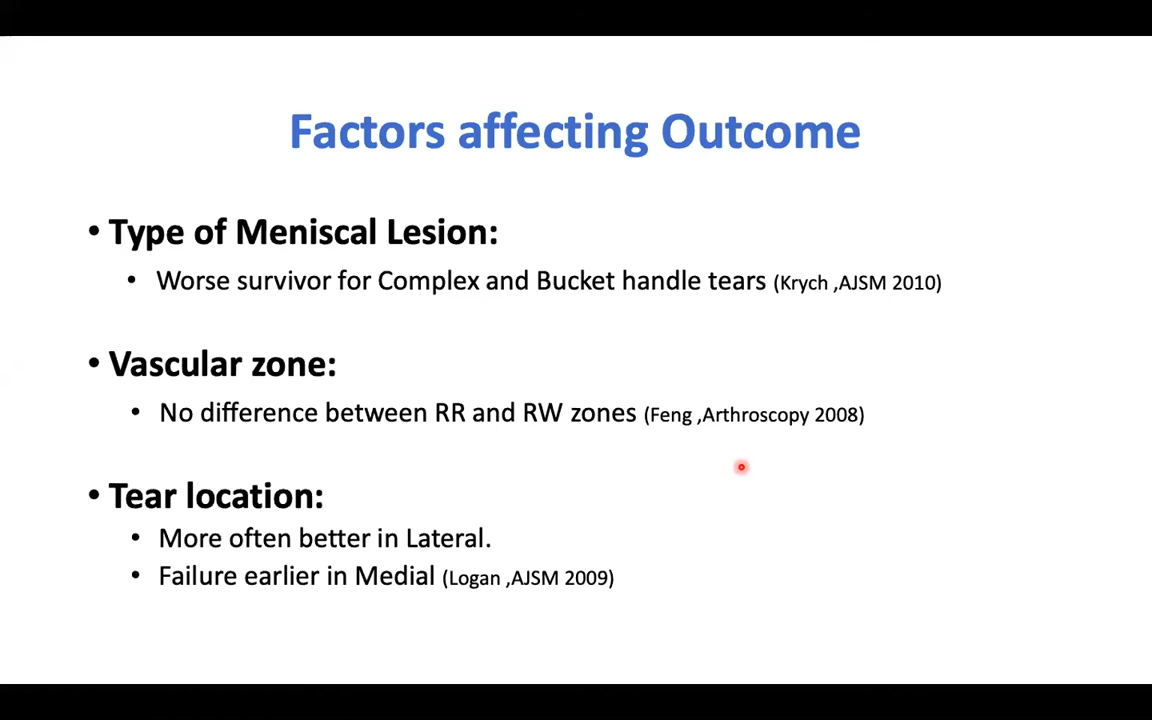 Factors affecting Outcome
• Type of Meniscal Lesion:
• Worse survivor for Complex and Bucket handle tears (Krych ,AJSM 2010)
• Vascular zone:
• No difference between RR and RW zones (Feng ,Arthroscopy 2008)
• Tear location:
• More often better in Lateral.
• Failure earlier in Medial (Logan ,AJSM 2009)